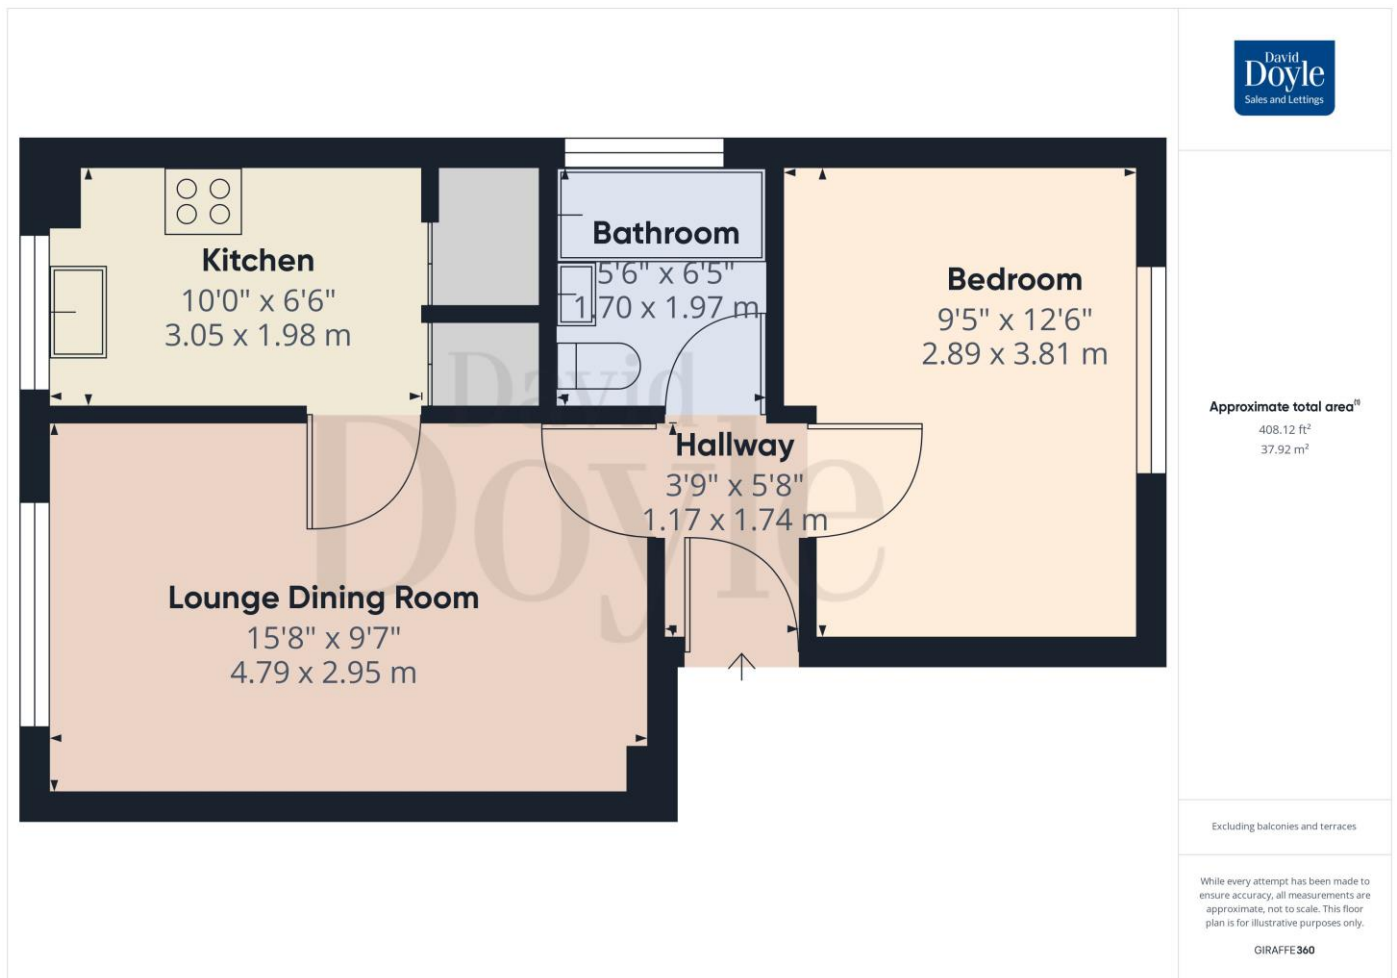 David
Doyle
Sales and Lettings
Kitchen
10'0" x 6'6"
3.05 x 1.98 m
Bathroom
5'6" x 6'5"
1.70 x 1.97 m
Bedroom
9'5" x 12'6"
2.89 x 3.81 m
Hallway
3'9" x 5'8"
1.17 x 1.74 m
Lounge Dining Room
15'8" x 9'7"
4.79 x 2.95 m
David
Doyle
Approximate total area⁽¹⁾
408.12 ft²
37.92 m²
Excluding balconies and terraces
While every attempt has been made to
ensure accuracy, all measurements are
approximate, not to scale. This floor
plan is for illustrative purposes only.
GIRAFFE360